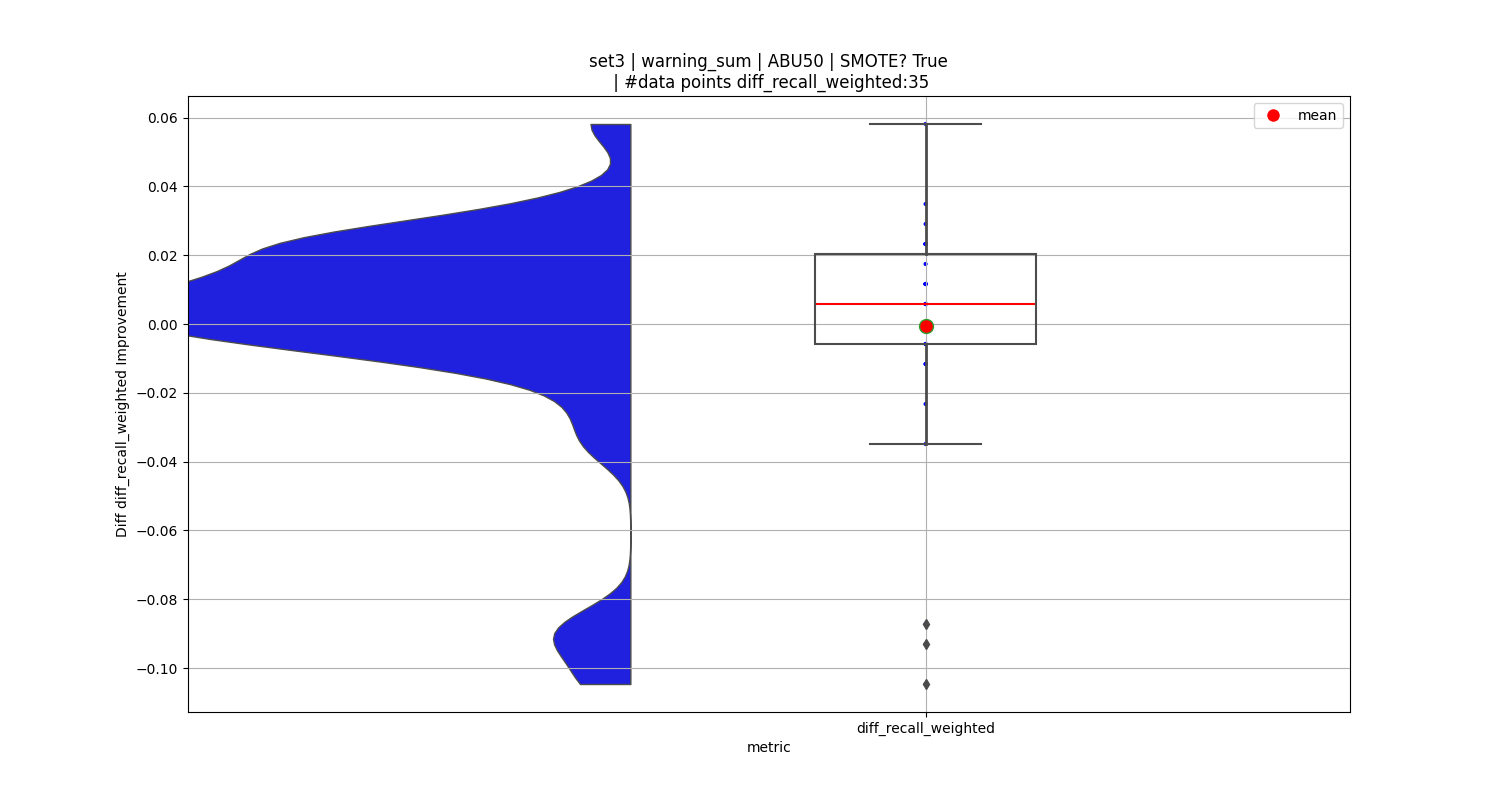 set3 | warning_sum | ABU50 | SMOTE? True
| #data points diff_recall_weighted:35
mean
0.06
0.04
0.02
0.00
−0.02
−0.04
−0.06
−0.08
−0.10
Diff diff_recall_weighted Improvement
diff_recall_weighted
metric